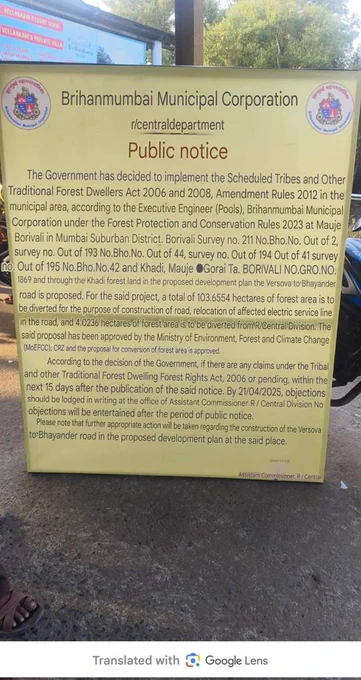 Brihanmumbai Municipal Corporation
r/centraldepartment
Public notice
The Government has decided to implement the Scheduled Tribes and Other
Traditional Forest Dwellers Act 2006 and 2008, Amendment Rules 2012 in the
municipal area, according to the Executive Engineer (Pools), Brihanmumbai Municipal
Corporation under the Forest Protection and Conservation Rules 2023 at Mauje
Borivali in Mumbai Suburban District. Borivali Survey no. 211 No.Bho.No. Out of 2,
survey no. Out of 193 No.Bho.No. Out of 44, survey no. Out of 194 Out of 41 survey
no. Out of 195 No.Bho.No.42 and Khadi, Mauje Gorai Ta. BORIVALI NO.GRO.NO.
1869 and through the Khadi forest land in the proposed development plan the Versova to Bhayander
road is proposed. For the said project, a total of 103.6554 hectares of forest area is to
be diverted for the purpose of construction of road, relocation of affected electric service line
in the road, and 4.0236 hectares of forest area is to be diverted from R/Central Division. The
said proposal has been approved by the Ministry of Environment, Forest and Climate Change
(MoEFCC), CRZ and the proposal for conversion of forest area is approved.
According to the decision of the Government, if there are any claims under the Tribal
and other Traditional Forest Dwelling Forest Rights Act, 2006 or pending, within the
next 15 days after the publication of the said notice. By 21/04/2025, objections
should be lodged in writing at the office of Assistant Commissioner R / Central Division No
objections will be entertained after the period of public notice.
Please note that further appropriate action will be taken regarding the construction of the Versova
to Bhayander road in the proposed development plan at the said place.
Assistant Commissioner, R / Central
Translated with Google Lens